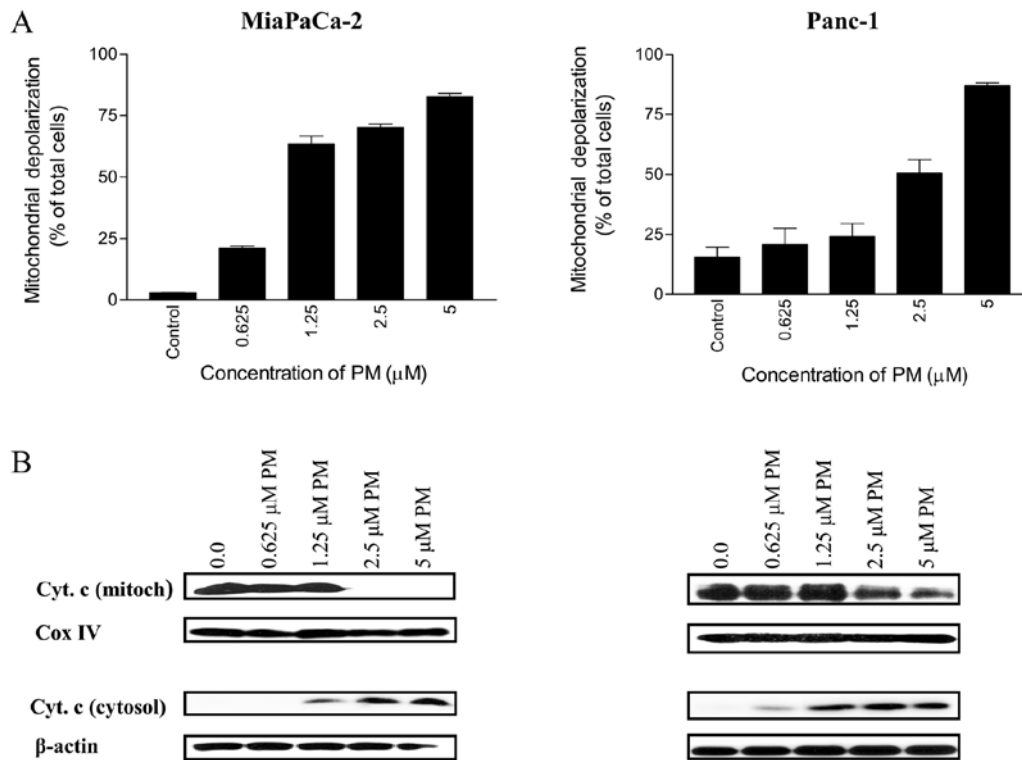 A
MiaPaCa-2
Mitochondrial depolarization
(% of total cells)
100
75
50
25
0
Control
0.625
1.25
2.5
5
Concentration of PM (μM)
Panc-1
Mitochondrial depolarization
(% of total cells)
100
75
50
25
0
Control
0.625
1.25
2.5
5
Concentration of PM (μM)
B
0.0
0.625 μM PM
1.25 μM PM
2.5 μM PM
5 μM PM
0.0
0.625 μM PM
1.25 μM PM
2.5 μM PM
5 μM PM
Cyt. c (mitoch)
Cox IV
Cyt. c (cytosol)
β-actin